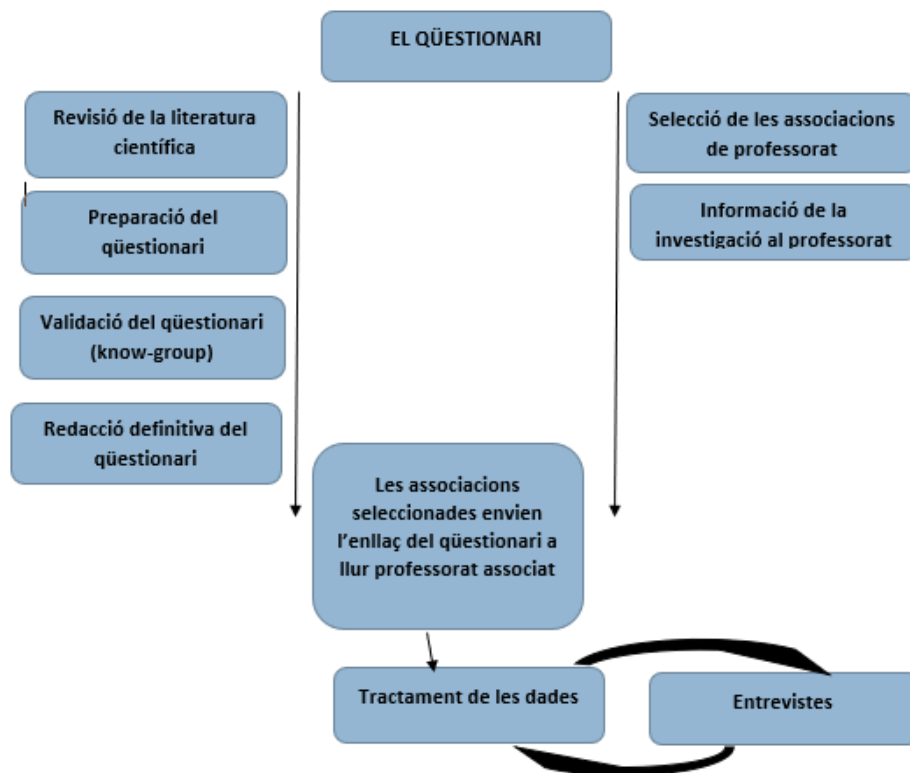 EL QÜESTIONARI
Revisió de la literatura
científica
Preparació del
qüestionari
Validació del qüestionari
(know-group)
Redacció definitiva del
qüestionari
Selecció de les associacions
de professorat
Informació de la
investigació al professorat
Les associacions
seleccionades envien
l'enllaç del qüestionari a
llur professorat associat
Tractament de les dades
Entrevistes